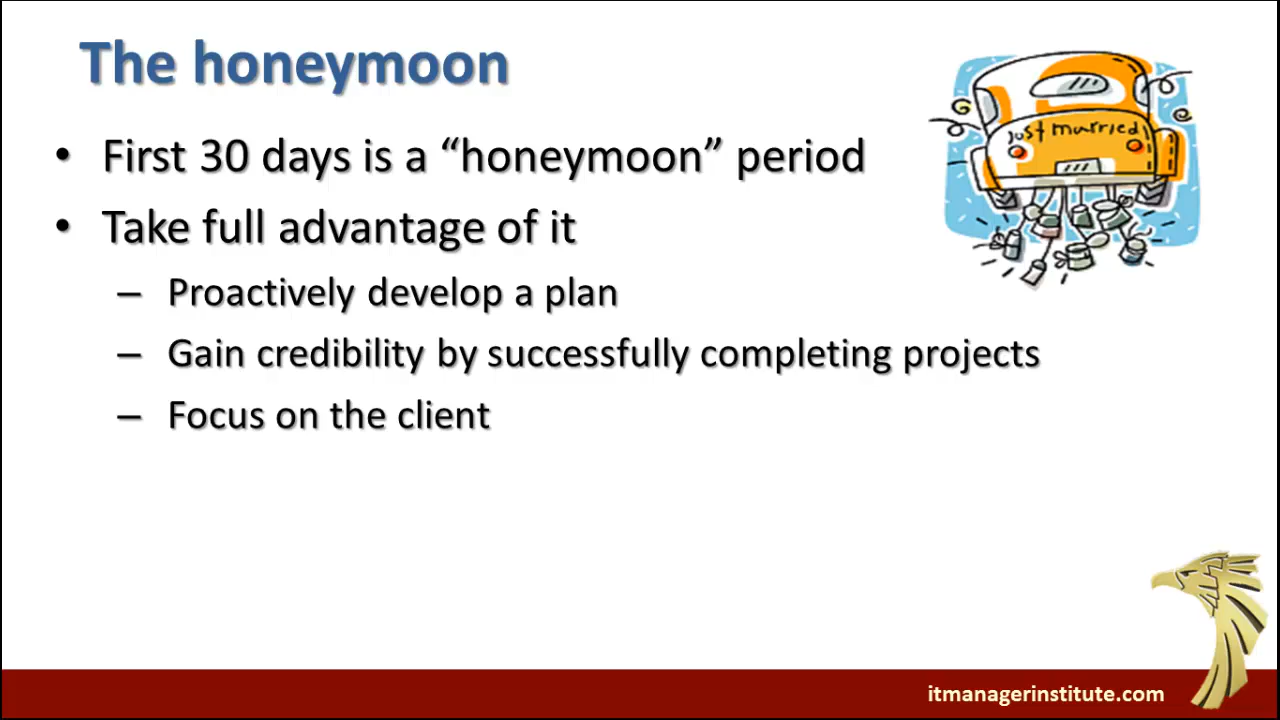 The honeymoon
just married
• First 30 days is a “honeymoon” period
• Take full advantage of it
– Proactively develop a plan
– Gain credibility by successfully completing projects
– Focus on the client
itmanagerinstitute.com